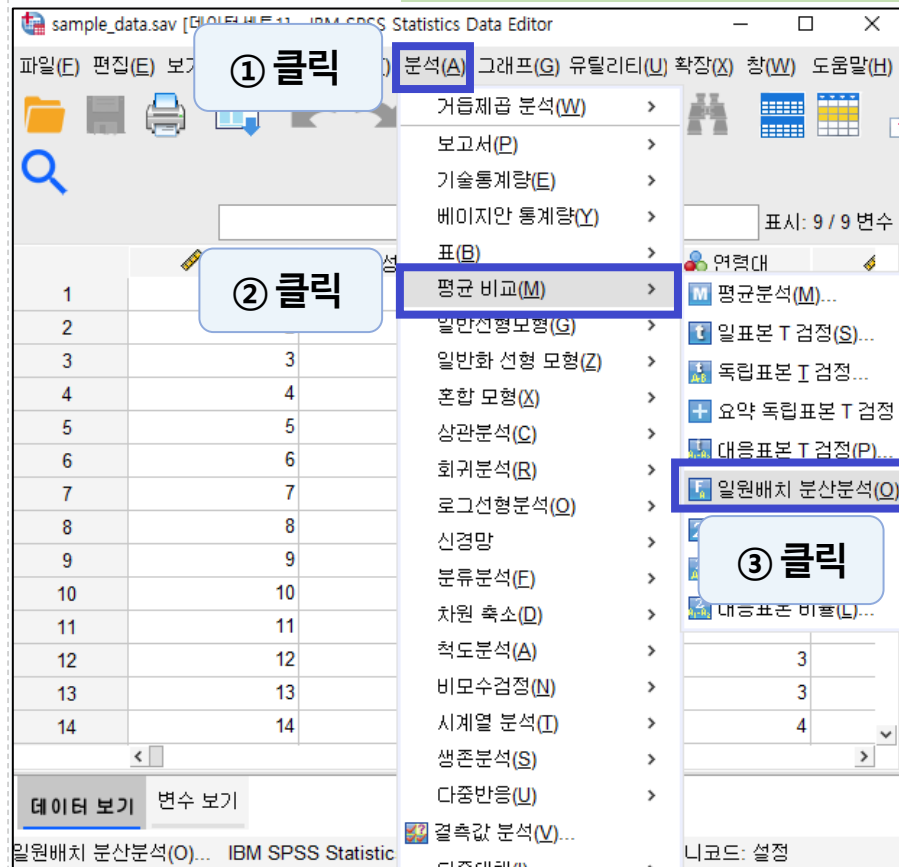 sample_data.sav [데이터세트1] - IBM SPSS Statistics Data Editor
파일(F) 편집(E) 분석(A) 그래프(G) 유틸리티(U) 확장(X) 창(W) 도움말(H)
① 클릭
거듭제곱 분석(W)
보고서(P)
기술통계량(E)
베이지안 통계량(Y)
표시: 9 / 9 변수
표(B)
연령대
② 클릭
평균 비교(M)
일반선형모형(G)
일반화 선형 모형(Z)
혼합 모형(X)
상관분석(C)
회귀분석(R)
로그선형분석(O)
신경망
분류분석(F)
차원 축소(D)
척도분석(A)
비모수검정(N)
시계열 분석(T)
생존분석(S)
다중반응(U)
결측값 분석(V)...
평균분석(M)...
일표본 T 검정(S)...
독립표본 T 검정...
요약 독립표본 T 검정
대응표본 T 검정(P)...
일원배치 분산분석(O)
③ 클릭
대응표본 비율(L)...
1
2
3 3
4 4
5 5
6 6
7 7
8 8
9 9
10 10
11 11
12 12 3
13 13 3
14 14 4
데이터 보기 변수 보기
일원배치 분산분석(O)... IBM SPSS Statistic
니코드: 설정